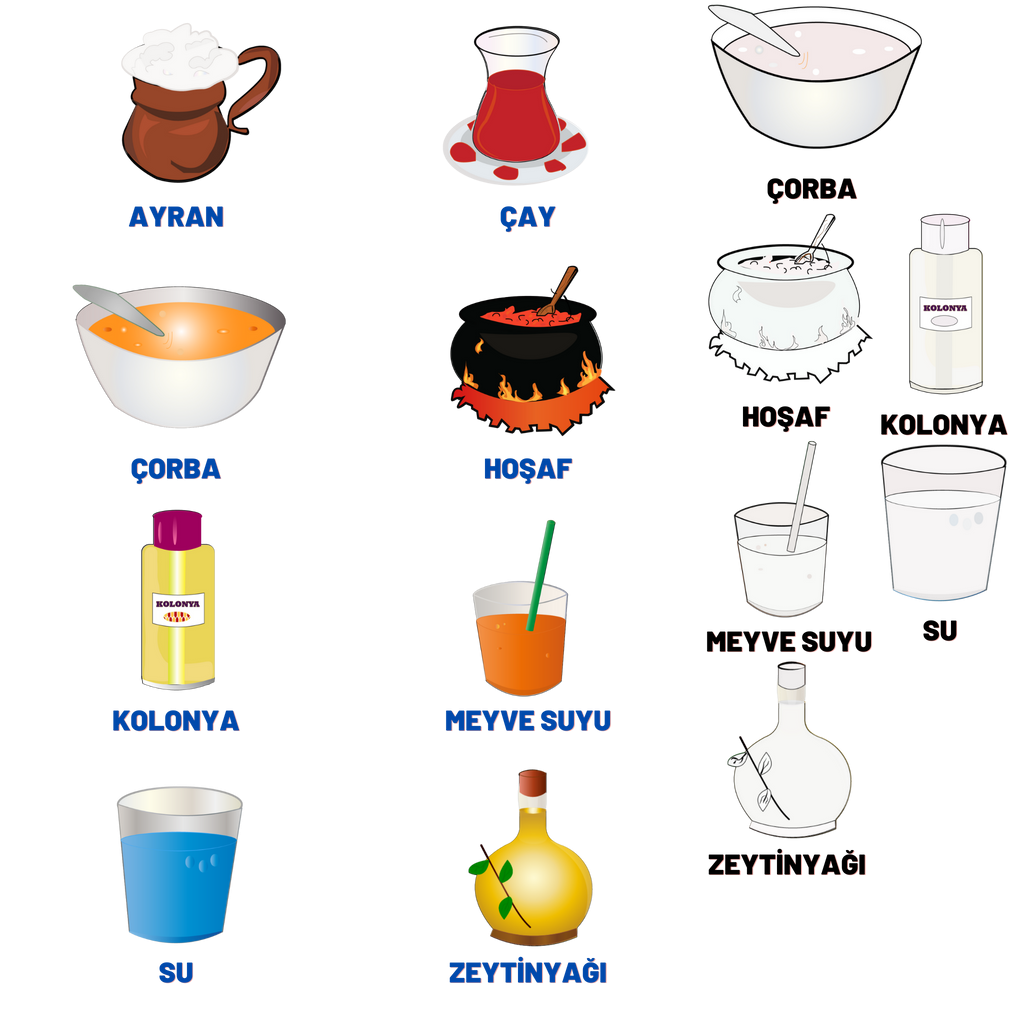 AYRAN
ÇAY
ÇORBA
HOŞAF
KOLONYA
KOLONYA
MEYVE SUYU
SU
ZEYTİNYAĞI
ÇORBA
KOLONYA
HOŞAF
KOLONYA
MEYVE SUYU
SU
ZEYTİNYAĞI